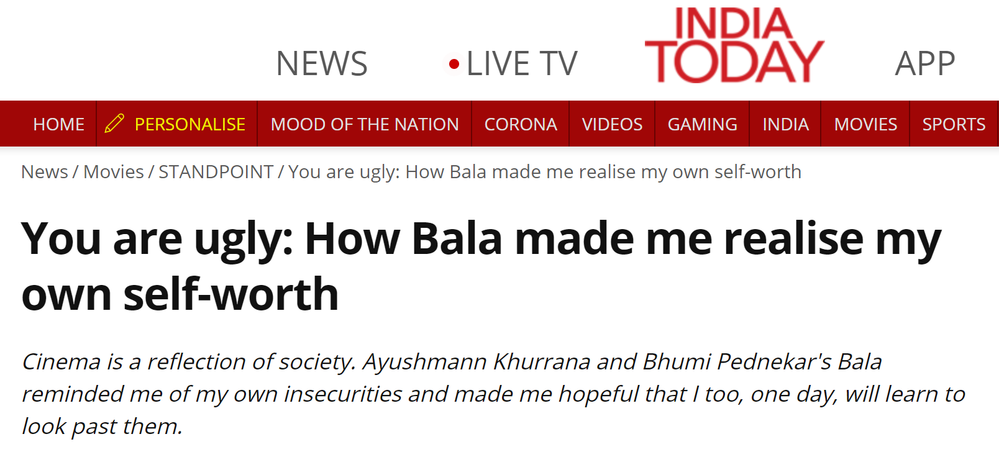 INDIA
NEWS LIVE TV TODAY APP
HOME PERSONALISE MOOD OF THE NATION CORONA VIDEOS GAMING INDIA MOVIES SPORTS
News / Movies / STANDPOINT / You are ugly: How Bala made me realise my own self-worth
You are ugly: How Bala made me realise my
own self-worth
Cinema is a reflection of society. Ayushmann Khurrana and Bhumi Pednekar's Bala
reminded me of my own insecurities and made me hopeful that I too, one day, will learn to
look past them.